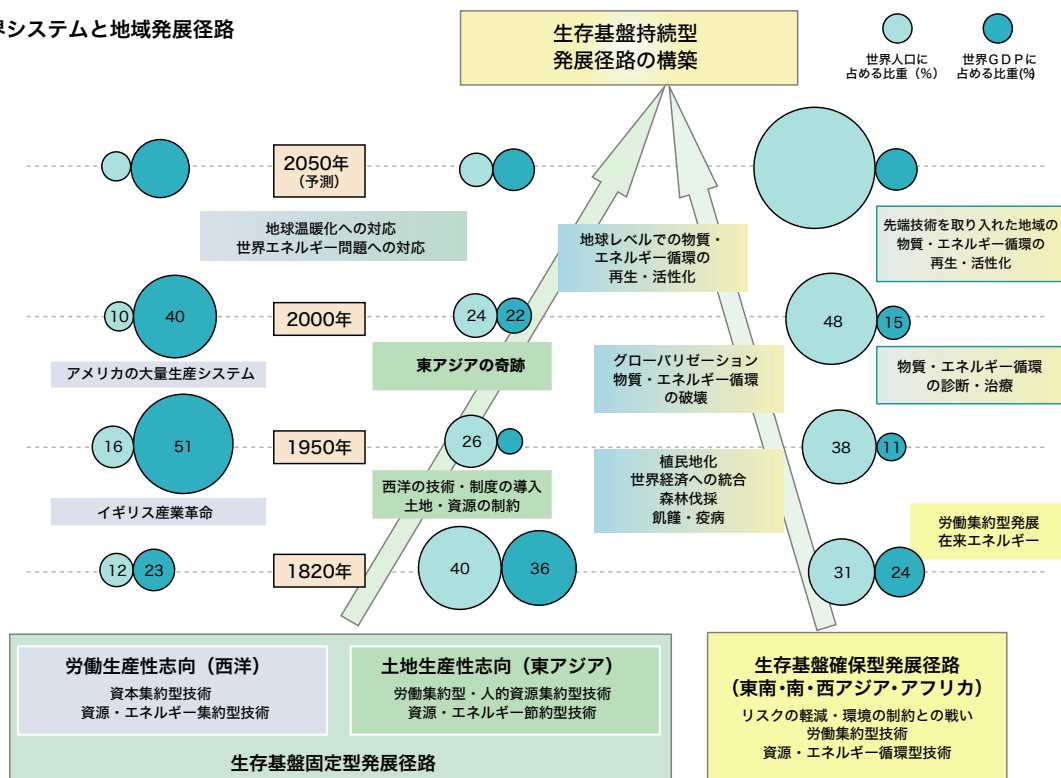 界システムと地域発展径路
生存基盤持続型
発展径路の構築
世界人口に
占める比重（%）
世界GDPに
占める比重(%)
2050年
（予測）
地球温暖化への対応
世界エネルギー問題への対応
地球レベルでの物質・
エネルギー循環の
再生・活性化
先端技術を取り入れた地域の
物質・エネルギー循環の
再生・活性化
10
40
2000年
24
22
48
15
アメリカの大量生産システム
東アジアの奇跡
グローバリゼーション
物質・エネルギー循環
の破壊
物質・エネルギー循環
の診断・治療
16
51
1950年
26
38
11
イギリス産業革命
西洋の技術・制度の導入
土地・資源の制約
植民地化
世界経済への統合
森林伐採
飢饉・疫病
労働集約型発展
在来エネルギー
12
23
1820年
40
36
31
24
労働生産性志向（西洋）
資本集約型技術
資源・エネルギー集約型技術
土地生産性志向（東アジア）
労働集約型・人的資源集約型技術
資源・エネルギー節約型技術
生存基盤固定型発展径路
生存基盤確保型発展径路
（東南・南・西アジア・アフリカ）
リスクの軽減・環境の制約との戦い
労働集約型技術
資源・エネルギー循環型技術